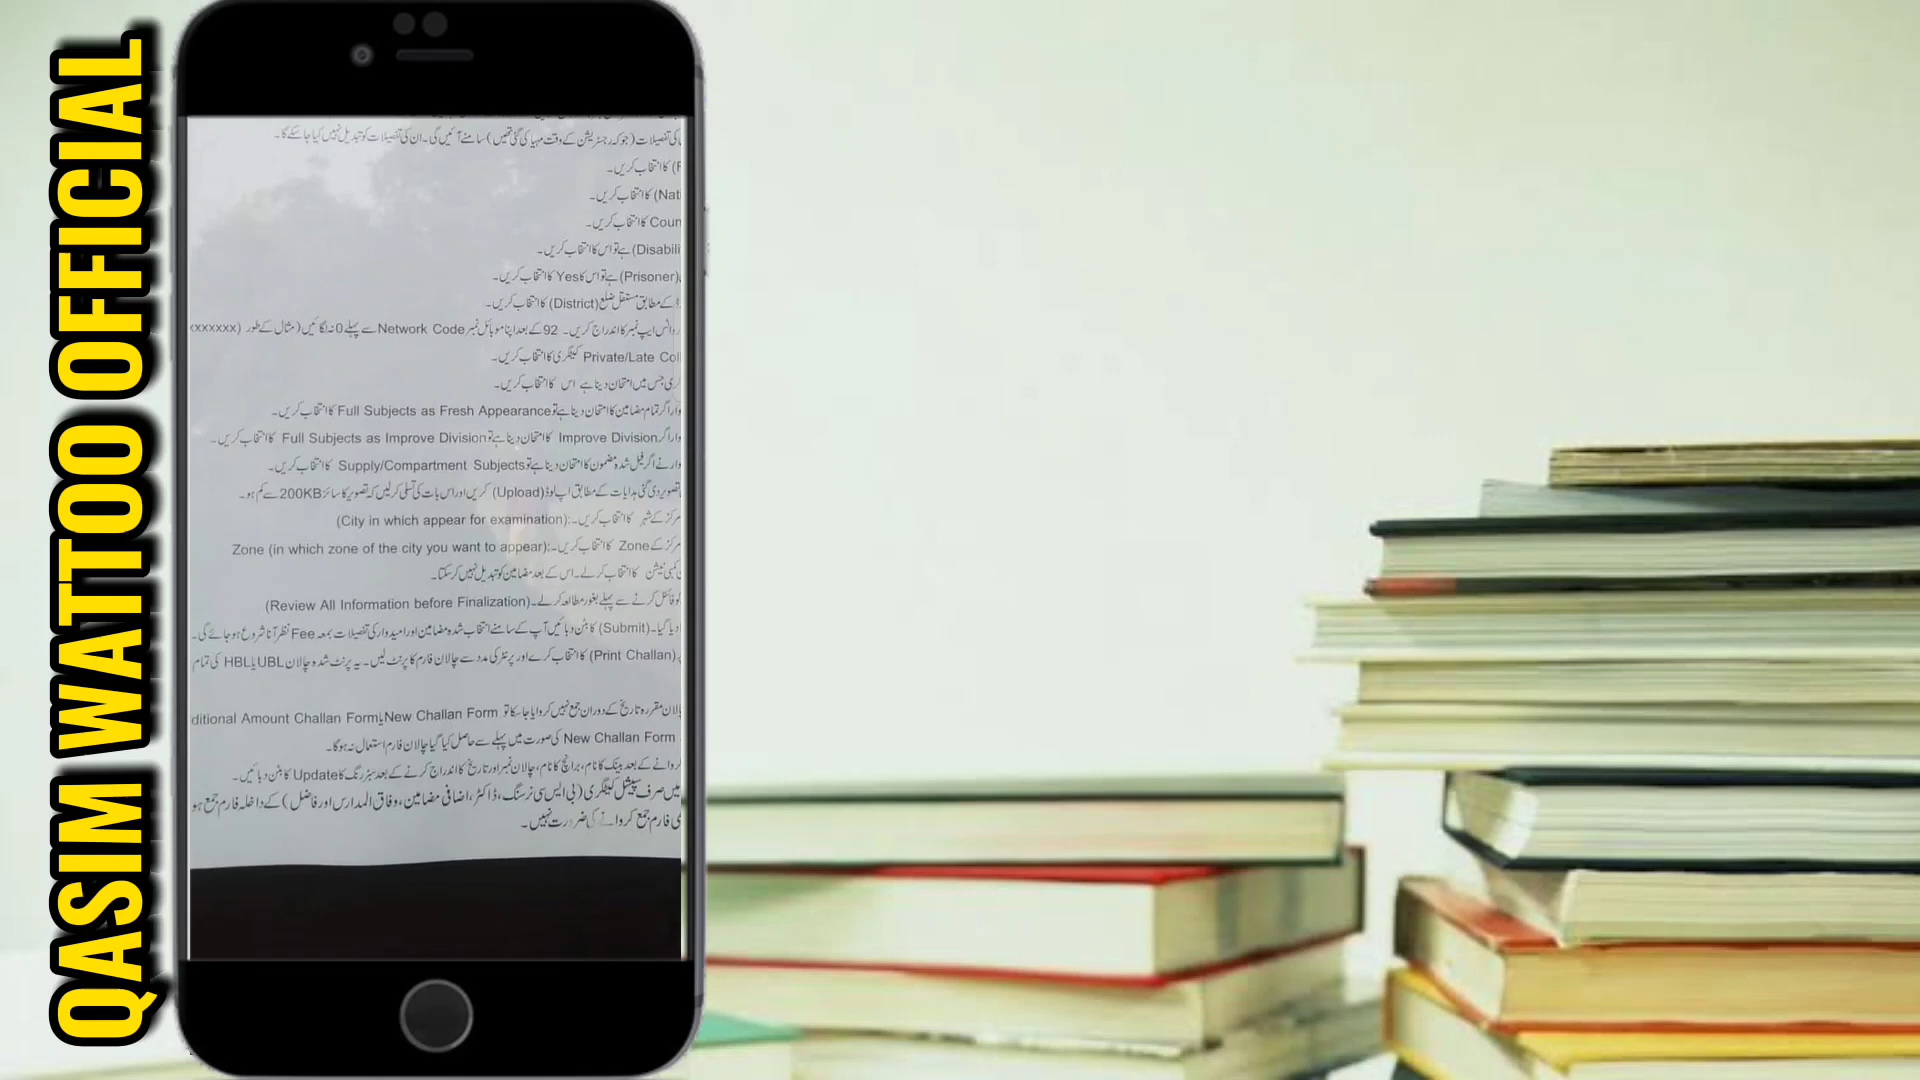 QASIM WATTOO OFFICIAL
کی تفصیلات (جو کہ رجسٹریشن کے وقت مہیا کی گئی تھیں) سامنے آئیں گی۔ ان کی تفصیلات کو تبدیل نہیں کیا جا سکے گا۔
کا انتخاب کریں۔
(Nati کا انتخاب کریں۔
Coun کا انتخاب کریں۔
(Disabili ہے تو اس کا انتخاب کریں۔
(Prisoner) ہے تو اس کا Yes کا انتخاب کریں۔
کے مطابق مستقل ضلع (District) کا انتخاب کریں۔
واٹس ایپ نمبر کا اندراج کریں۔ 92 کے بعد اپنا موبائل نمبر Network Code سے پہلے 0 نہ لگائیں (مثال کے طور xxxxxx)
Private/Late Col کیٹگری کا انتخاب کریں۔
جس میں امتحان دینا ہے اس کا انتخاب کریں۔
وار اگر تمام مضامین کا امتحان دینا ہے تو Full Subjects as Fresh Appearance کا انتخاب کریں۔
وار اگر Improve Division کا امتحان دینا ہے تو Full Subjects as Improve Division کا انتخاب کریں۔
وار نے اگر فیل شدہ مضمون کا امتحان دینا ہے تو Supply/Compartment Subjects کا انتخاب کریں۔
تصویر دی گئی ہدایات کے مطابق اپ لوڈ (Upload) کریں اور اس بات کی تسلی کر لیں کہ تصویر کا سائز 200KB سے کم ہو۔
مرکز کے شہر کا انتخاب کریں۔:(City in which appear for examination)
مرکز کے Zone کا انتخاب کریں۔:Zone (in which zone of the city you want to appear)
کمبی نیشن کا انتخاب کرلے۔ اس کے بعد مضامین کو تبدیل نہیں کر سکتا۔
کو فائنل کرنے سے پہلے بغور مطالعہ کرلے۔ (Review All Information before Finalization)
دیا گیا۔ (Submit) کا بٹن دبائیں آپ کے سامنے انتخاب شدہ مضامین اور امیدوار کی تفصیلات بمعہ Fee نظر آنا شروع ہو جائے گی۔
(Print Challan) کا انتخاب کرے اور پرنٹر کی مدد سے چالان فارم کا پرنٹ لیں۔ یہ پرنٹ شدہ چالان UBL یا HBL کی تمام
مقررہ تاریخ کے دوران جمع نہیں کروایا جا سکا تو New Challan Form یا ditional Amount Challan Form
New Challan Form کی صورت میں پہلے سے حاصل کیا گیا چالان فارم استعمال نہ ہوگا۔
کروانے کے بعد بینک کا نام، برانچ کا نام، چالان نمبر اور تاریخ کا اندراج کرنے کے بعد سبز رنگ کا Update کا بٹن دبائیں۔
میں صرف سپیشل کیٹگری (بی ایس سی نرسنگ، ڈاکٹر، اضافی مضامین، وفاق المدارس اور فاضل) کے داخلہ فارم جمع ہو
فارم جمع کروانے کی ضرورت نہیں۔